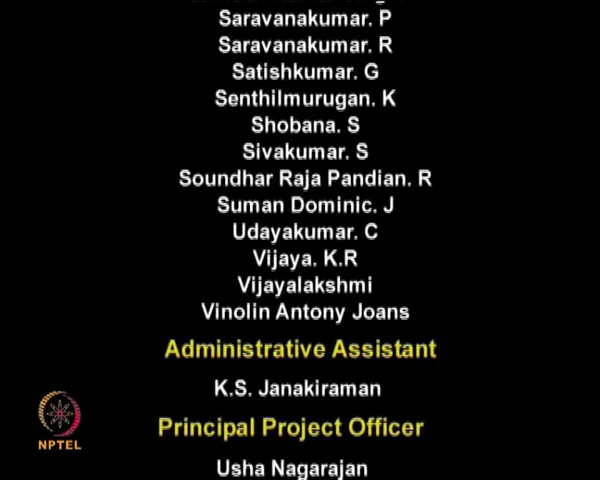 Saravanakumar. P
Saravanakumar. R
Satishkumar. G
Senthilmurugan. K
Shobana. S
Sivakumar. S
Soundhar Raja Pandian. R
Suman Dominic. J
Udayakumar. C
Vijaya. K.R
Vijayalakshmi
Vinolin Antony Joans
Administrative Assistant
K.S. Janakiraman
Principal Project Officer
Usha Nagarajan
NPTEL